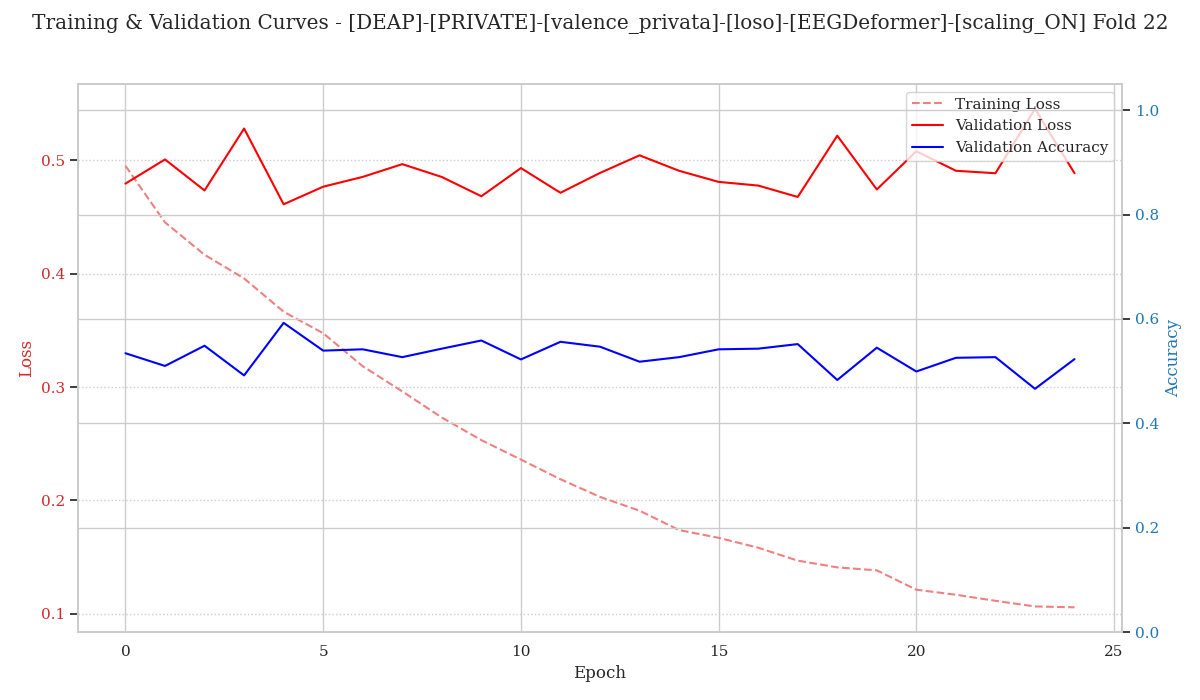 Training & Validation Curves - [DEAP]-[PRIVATE]-[valence_privata]-[loso]-[EEGDeformer]-[scaling_ON] Fold 22
Training Loss
Validation Loss
Validation Accuracy
0.5
0.4
0.3
0.2
0.1
Loss
1.0
0.8
0.6
0.4
0.2
0.0
Accuracy
0
5
10
15
20
25
Epoch